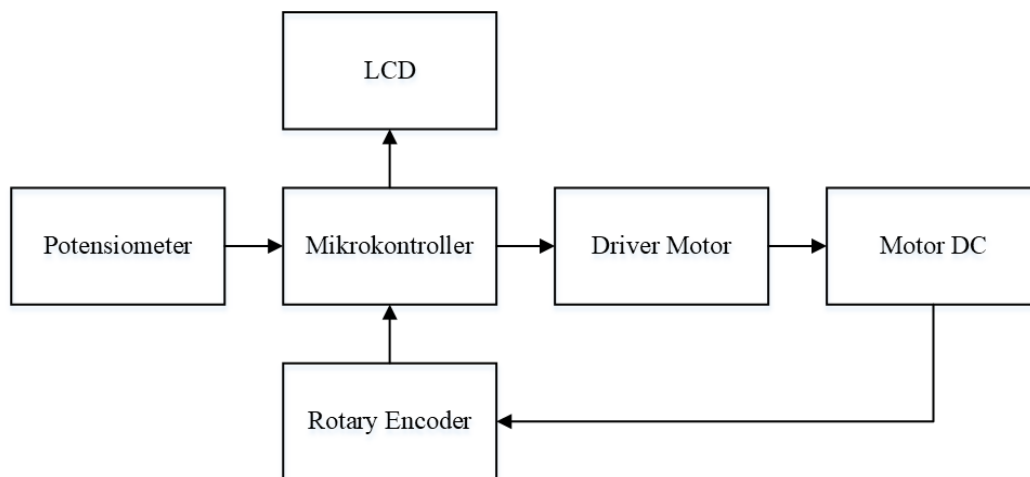 LCD
Potensiometer
Mikrokontroller
Driver Motor
Motor DC
Rotary Encoder